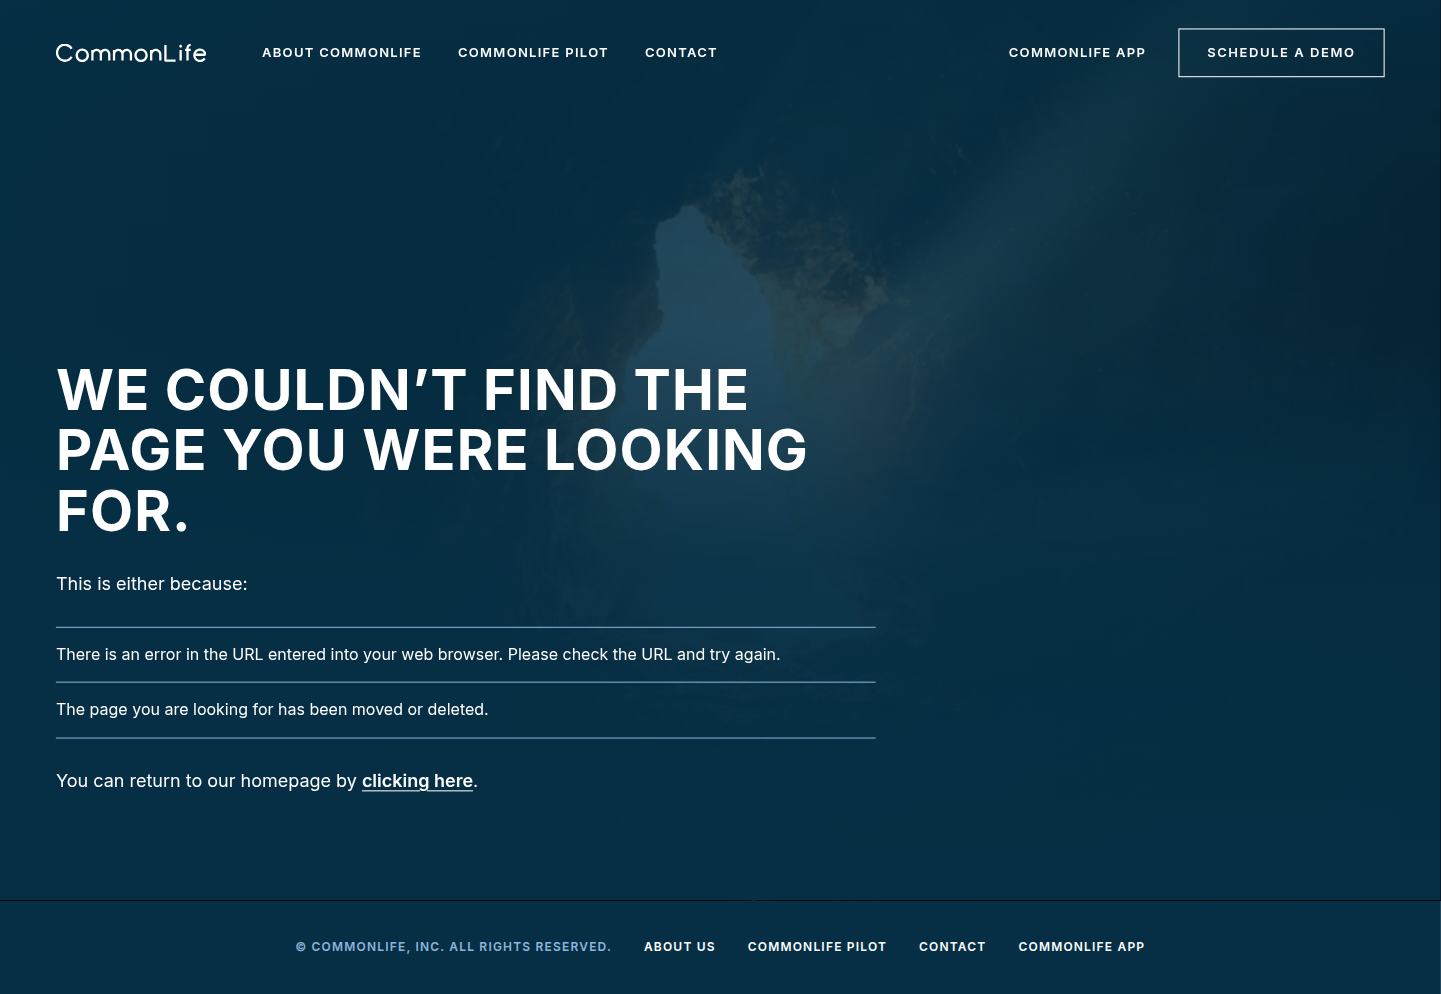 CommonLife
ABOUT COMMONLIFE
COMMONLIFE PILOT
CONTACT
COMMONLIFE APP
SCHEDULE A DEMO
WE COULDN’T FIND THE
PAGE YOU WERE LOOKING
FOR.
This is either because:
There is an error in the URL entered into your web browser. Please check the URL and try again.
The page you are looking for has been moved or deleted.
You can return to our homepage by clicking here.
© COMMONLIFE, INC. ALL RIGHTS RESERVED.
ABOUT US
COMMONLIFE PILOT
CONTACT
COMMONLIFE APP